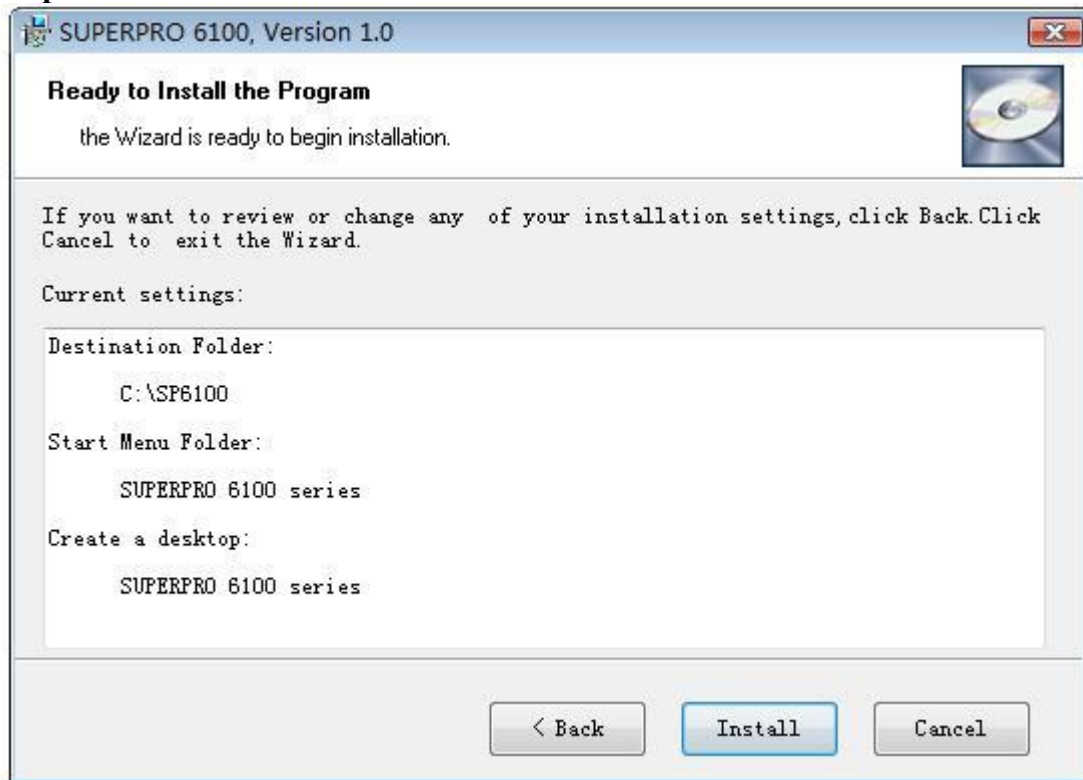 SUPERPRO 6100, Version 1.0
Ready to Install the Program
the Wizard is ready to begin installation.
If you want to review or change any  of your installation settings, click Back. Click
Cancel to  exit the Wizard.
Current settings:
Destination Folder:
C:\SP6100
Start Menu Folder:
SUPERPRO 6100 series
Create a desktop:
SUPERPRO 6100 series
< Back
Install
Cancel